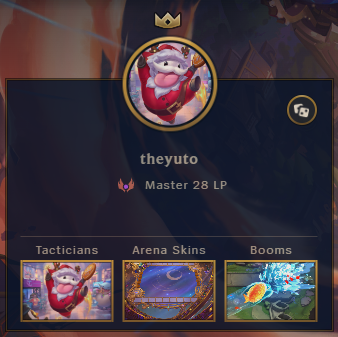 theyuto
Master 28 LP
Tacticians
Arena Skins
Booms